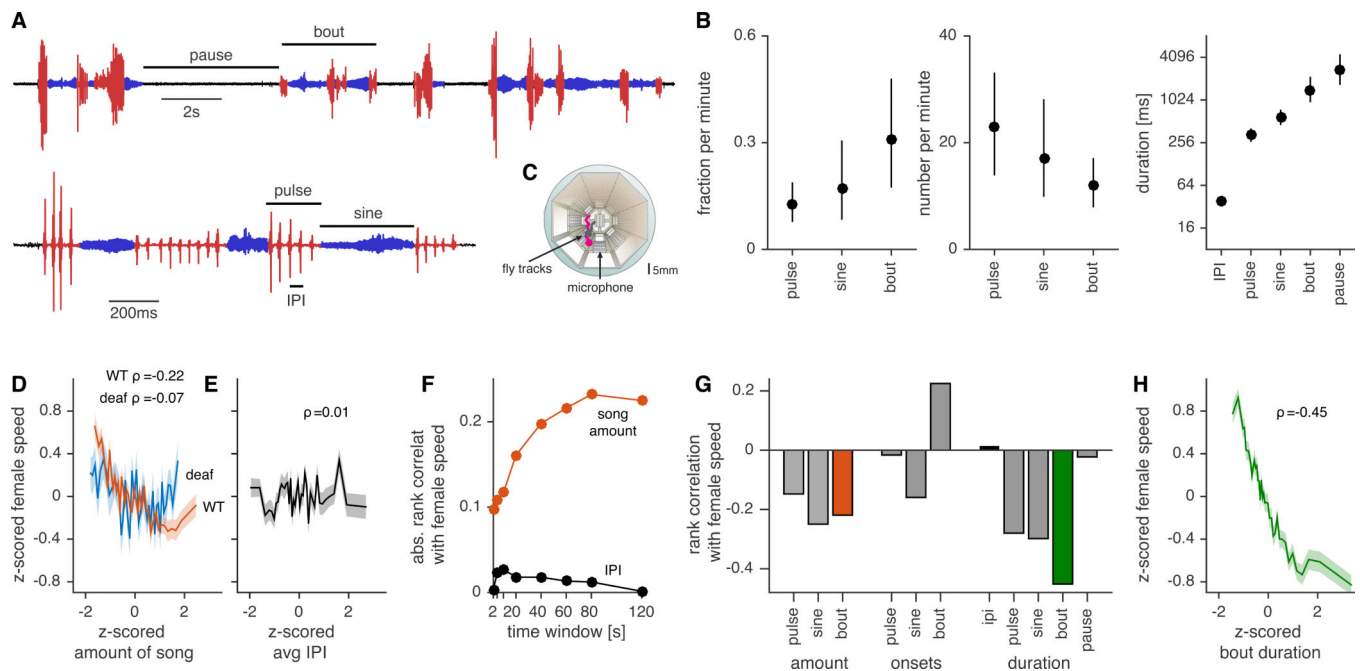 A
pause
bout
2s
pulse
sine
IPI
200ms
C
fly tracks
microphone
5mm
B
fraction per minute
0.6
0.3
0
pulse
sine
bout
number per minute
40
20
0
pulse
sine
bout
duration [ms]
4096
1024
256
64
16
IPI
pulse
sine
bout
pause
D
WT ρ=-0.22
deaf ρ=-0.07
z-scored female speed
0.8
0.4
0
-0.4
-0.8
deaf
WT
-2
0
2
z-scored
amount of song
E
ρ=0.01
-2
0
2
z-scored
avg IPI
F
abs. rank correlat
with female speed
0.2
0.1
0
song
amount
IPI
2
20
40
60
80
120
time window [s]
G
rank correlation
with female speed
0.2
0
-0.2
-0.4
pulse
sine
bout
pulse
sine
bout
ipi
pulse
sine
bout
pause
amount
onsets
duration
H
ρ=-0.45
z-scored female speed
0.8
0.4
0
-0.4
-0.8
-2
0
2
z-scored
bout duration